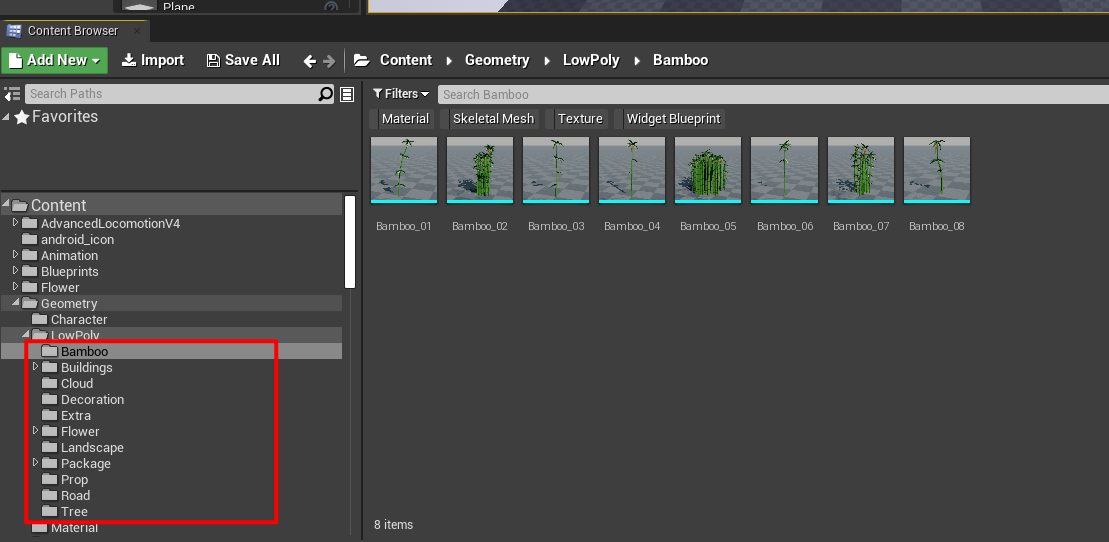 Plane
Content Browser
Add New Import Save All Content Geometry LowPoly Bamboo
Search Paths
Filters Search Bamboo
Favorites
Material Skeletal Mesh Texture Widget Blueprint
Bamboo_01 Bamboo_02 Bamboo_03 Bamboo_04 Bamboo_05 Bamboo_06 Bamboo_07 Bamboo_08
Content
AdvancedLocomotionV4
android_icon
Animation
Blueprints
Flower
Geometry
Character
LowPoly
Bamboo
Buildings
Cloud
Decoration
Extra
Flower
Landscape
Package
Prop
Road
Tree
Material
8 items